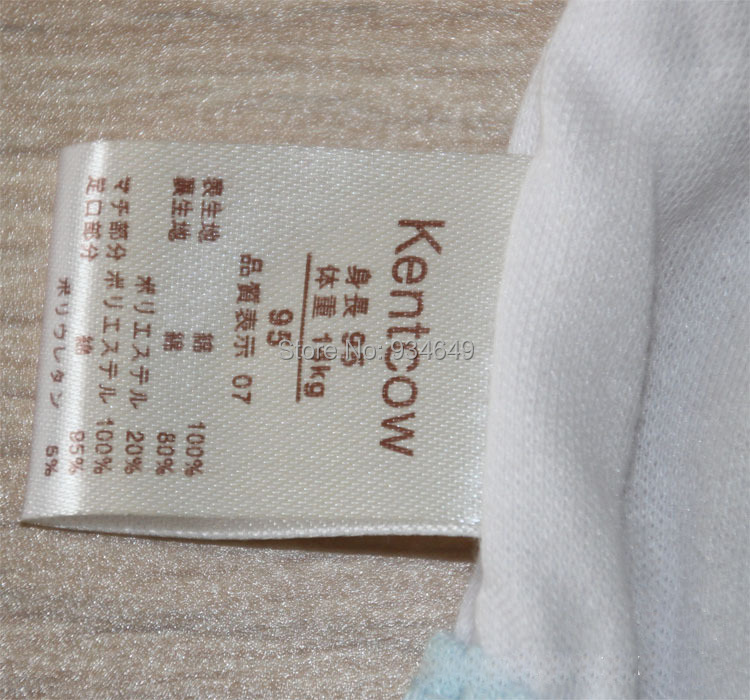 Kentcow
身長 95
体重 kg
95
品質表示 07
表生地 綿 100%
裏生地 綿 80%
ポリエステル 20%
マチ部分 ポリエステル 100%
足口部分 綿 95%
ポリウレタン 5%
Store No: 934649